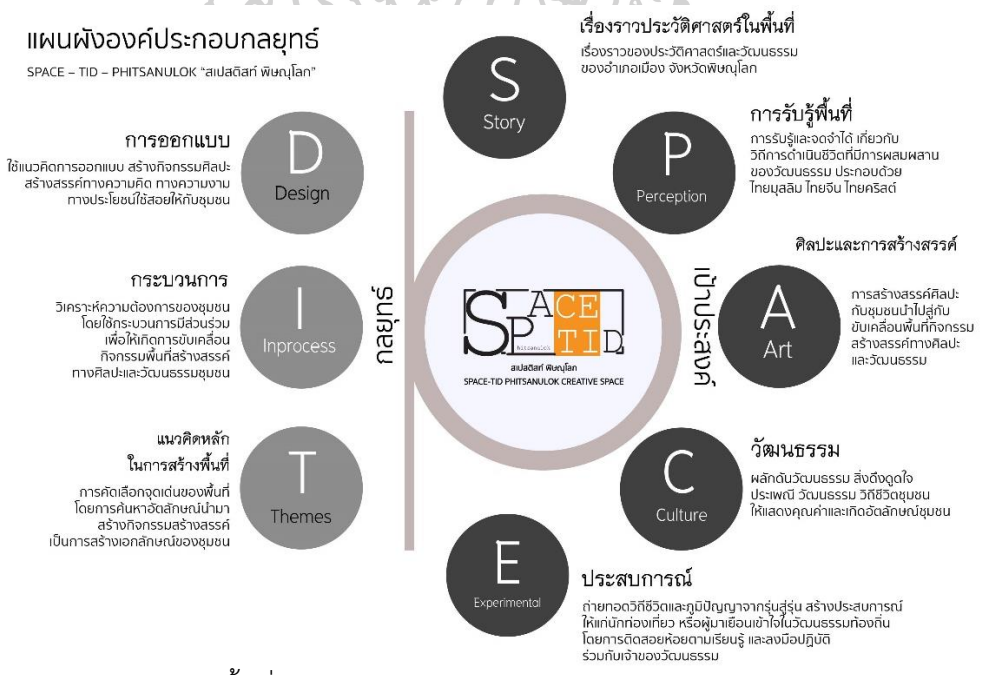 แผนผังองค์ประกอบกลยุทธ์
SPACE – TID – PHITSANULOK “สเปสติสท์ พิษณุโลก”
S
Story
เรื่องราวประวัติศาสตร์ในพื้นที่
เรื่องราวของประวัติศาสตร์และวัฒนธรรม
ของอำเภอเมือง จังหวัดพิษณุโลก
P
Perception
การรับรู้พื้นที่
การรับรู้และจดจำได้ เกี่ยวกับ
วิถีการดำเนินชีวิตที่มีการผสมผสาน
ของวัฒนธรรม ประกอบด้วย
ไทยมุสลิม ไทยจีน ไทยคริสต์
A
Art
ศิลปะและการสร้างสรรค์
การสร้างสรรค์ศิลปะ
กับชุมชนนำไปสู่กับ
ขับเคลื่อนพื้นที่กิจกรรม
สร้างสรรค์ทางศิลปะ
และวัฒนธรรม
C
Culture
วัฒนธรรม
ผลักดันวัฒนธรรม สิ่งดึงดูดใจ
ประเพณี วัฒนธรรม วิถีชีวิตชุมชน
ให้แสดงคุณค่าและเกิดอัตลักษณ์ชุมชน
E
Experimental
ประสบการณ์
ถ่ายทอดวิถีชีวิตและภูมิปัญญาจากรุ่นสู่รุ่น สร้างประสบการณ์
ให้แก่นักท่องเที่ยว หรือผู้มาเยือนเข้าใจในวัฒนธรรมท้องถิ่น
โดยการติดสอยห้อยตามเรียนรู้ และลงมือปฏิบัติ
ร่วมกับเจ้าของวัฒนธรรม
เป้าประสงค์
SPACE
Phitsanulok TID
สเปสติสท์ พิษณุโลก
SPACE-TID PHITSANULOK CREATIVE SPACE
กลยุทธ์
การออกแบบ
ใช้แนวคิดการออกแบบ สร้างกิจกรรมศิลปะ
สร้างสรรค์ทางความคิด ทางความงาม
ทางประโยชน์ใช้สอยให้กับชุมชน
D
Design
กระบวนการ
วิเคราะห์ความต้องการของชุมชน
โดยใช้กระบวนการมีส่วนร่วม
เพื่อให้เกิดการขับเคลื่อน
กิจกรรมพื้นที่สร้างสรรค์
ทางศิลปะและวัฒนธรรมชุมชน
I
Inprocess
แนวคิดหลัก
ในการสร้างพื้นที่
การคัดเลือกจุดเด่นของพื้นที่
โดยการค้นหาอัตลักษณ์นำมา
สร้างกิจกรรมสร้างสรรค์
เป็นการสร้างเอกลักษณ์ของชุมชน
T
Themes